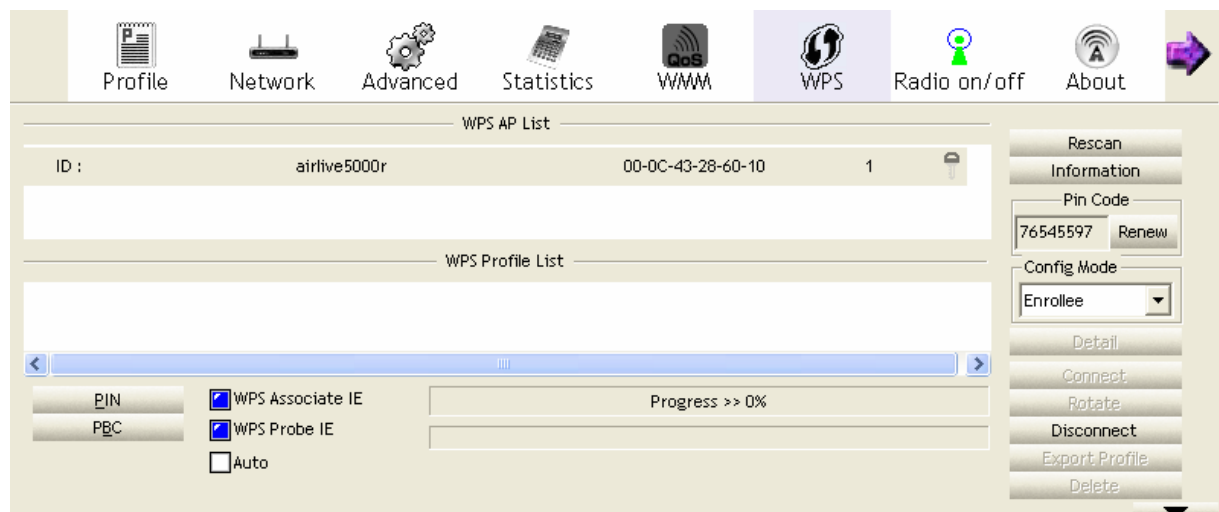 Profile Network Advanced Statistics QoS WMM WPS Radio on/off About
WPS AP List
ID : airlive5000r 00-0C-43-28-60-10 1
WPS Profile List
PIN
PBC
WPS Associate IE
WPS Probe IE
Auto
Progress >> 0%
Rescan
Information
Pin Code
76545597 Renew
Config Mode
Enrollee
Detail
Connect
Rotate
Disconnect
Export Profile
Delete